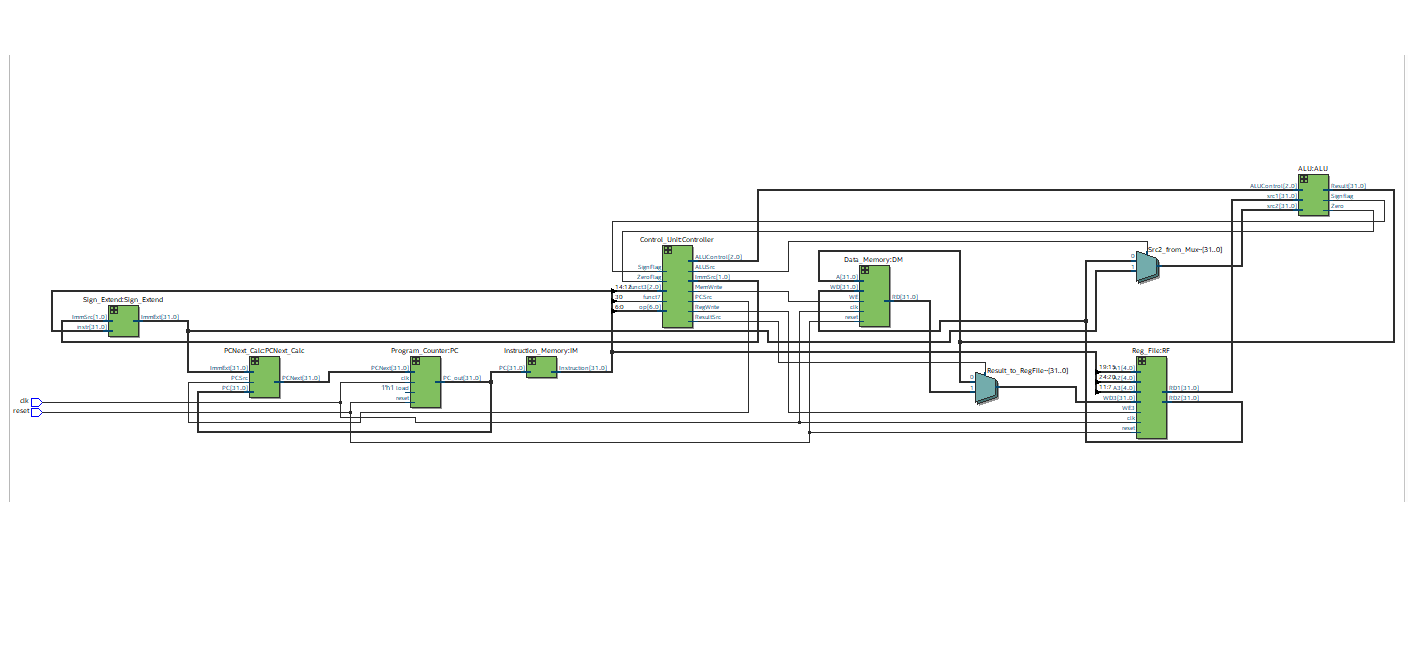 ALU:ALU
ALUControl[2..0]
src1[31..0]
src2[31..0]
Result[31..0]
Signflag
Zero
Control_Unit:Controller
SignFlag
ZeroFlag
14:12
funct3[2..0]
30
funct7
6:0
op[6..0]
ALUControl[2..0]
ALUSrc
ImmSrc[1..0]
MemWrite
PCSrc
RegWrite
ResultSrc
Data_Memory:DM
A[31..0]
WD[31..0]
WE
clk
reset
RD[31..0]
Src2_from_Mux~[31..0]
0
1
Sign_Extend:Sign_Extend
ImmSrc[1..0]
instr[31..0]
ImmExt[31..0]
PCNext_Calc:PCNext_Calc
ImmExt[31..0]
PCSrc
PC[31..0]
PCNext[31..0]
Program_Counter:PC
PCNext[31..0]
clk
1'h1 load
reset
PC_out[31..0]
Instruction_Memory:IM
PC[31..0]
Instruction[31..0]
Result_to_RegFile~[31..0]
0
1
Reg_File:RF
19:15
A1[4..0]
24:20
A2[4..0]
11:7
A3[4..0]
WD3[31..0]
WE3
clk
reset
RD1[31..0]
RD2[31..0]
clk
reset